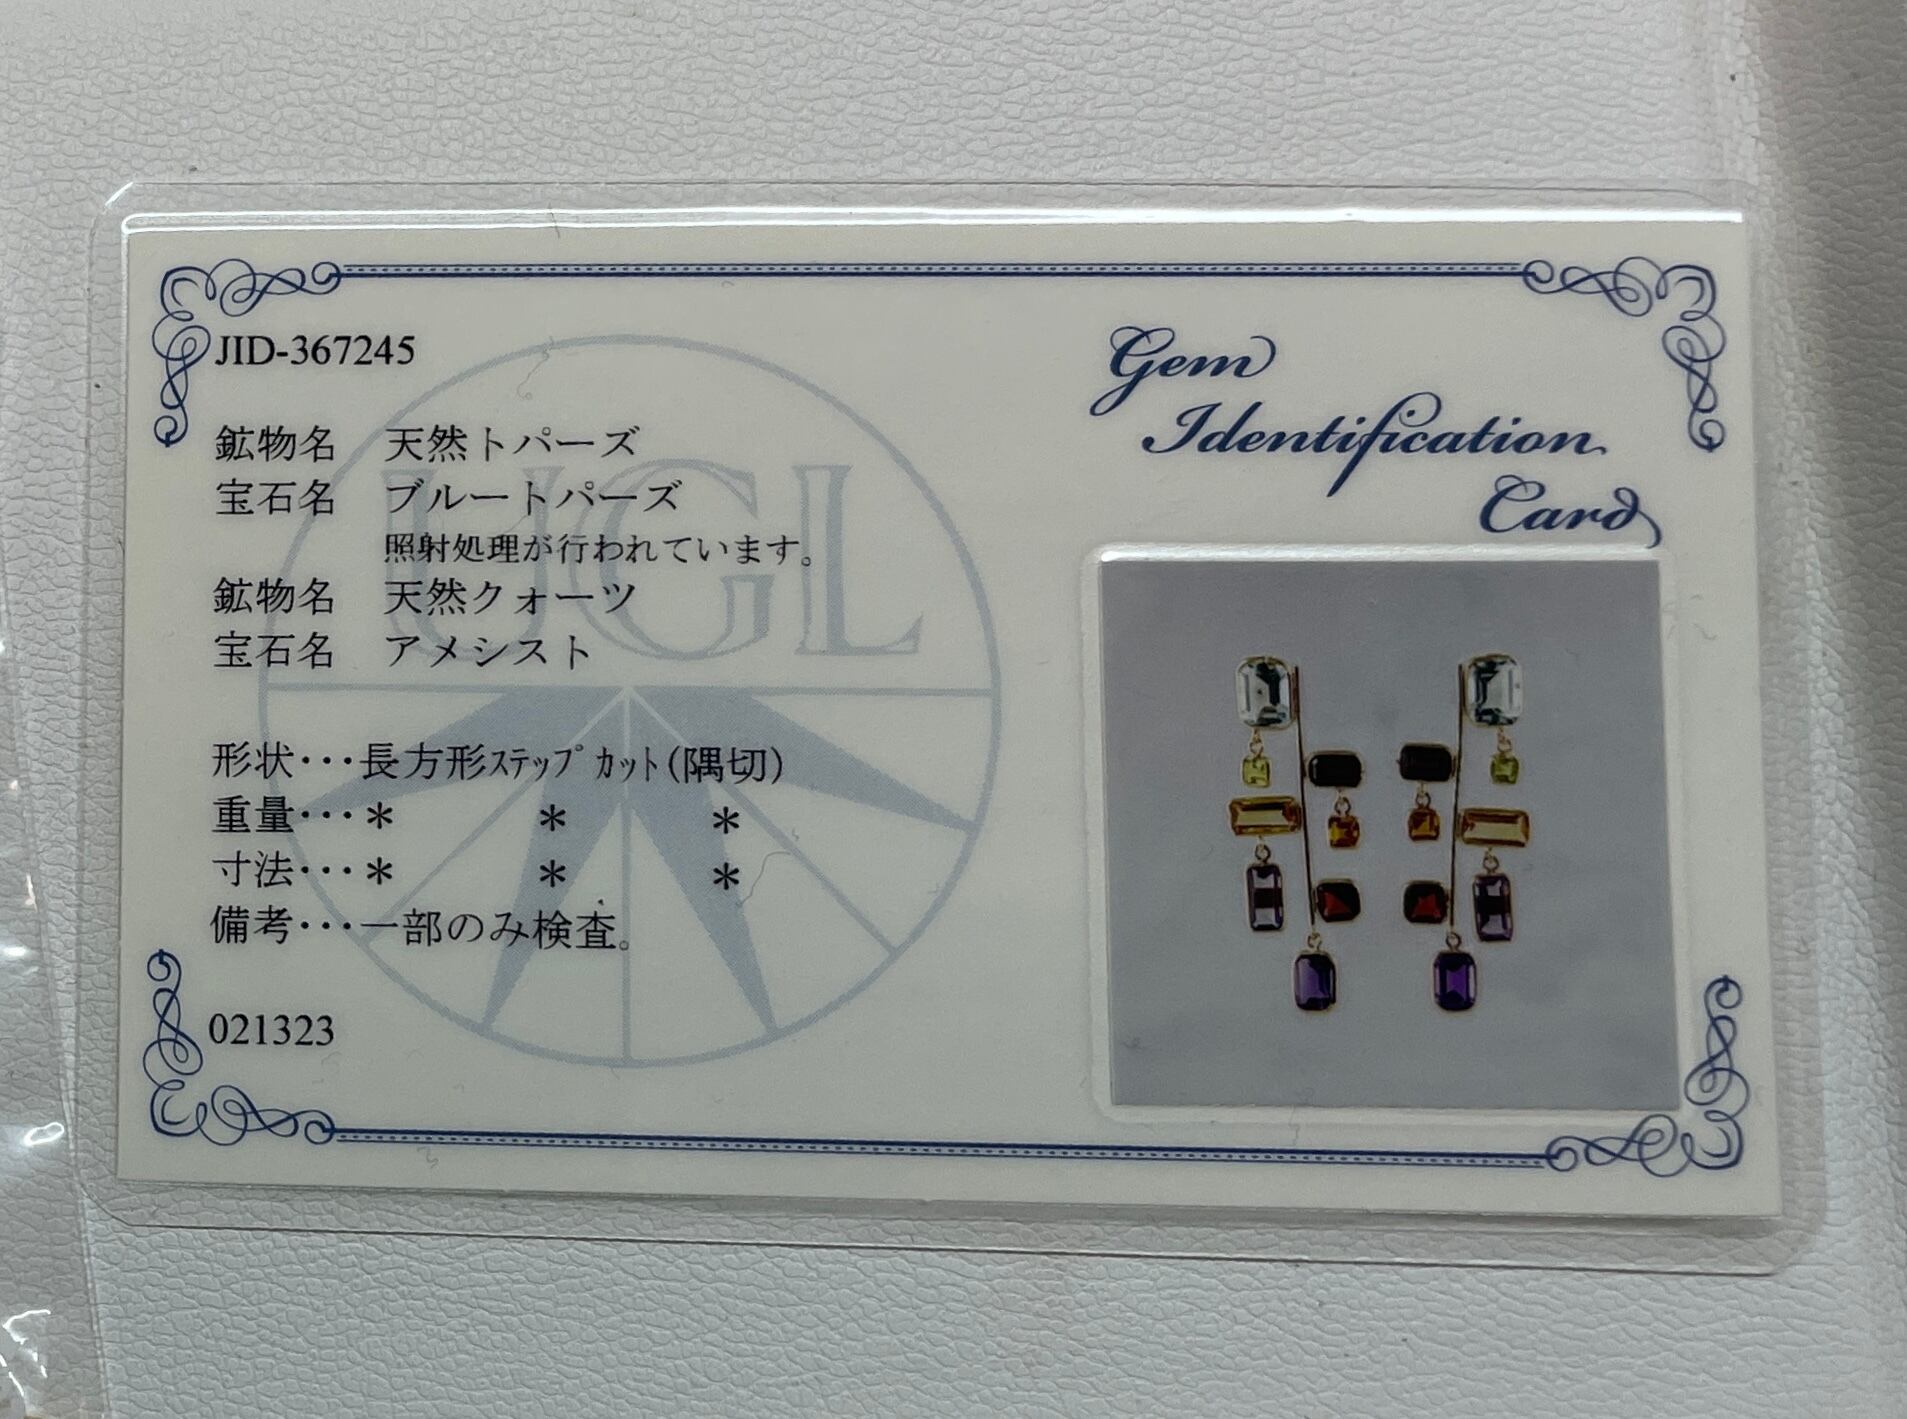 JID-367245
鉱物名　天然トパーズ
宝石名　ブルートパーズ
照射処理が行われています。
鉱物名　天然クォーツ
宝石名　アメシスト
形状･･･長方形ｽﾃｯﾌﾟｶｯﾄ(隅切)
重量･･･＊　＊　＊
寸法･･･＊　＊　＊
備考･･･一部のみ検査。
021323
Gem
Identification
Card